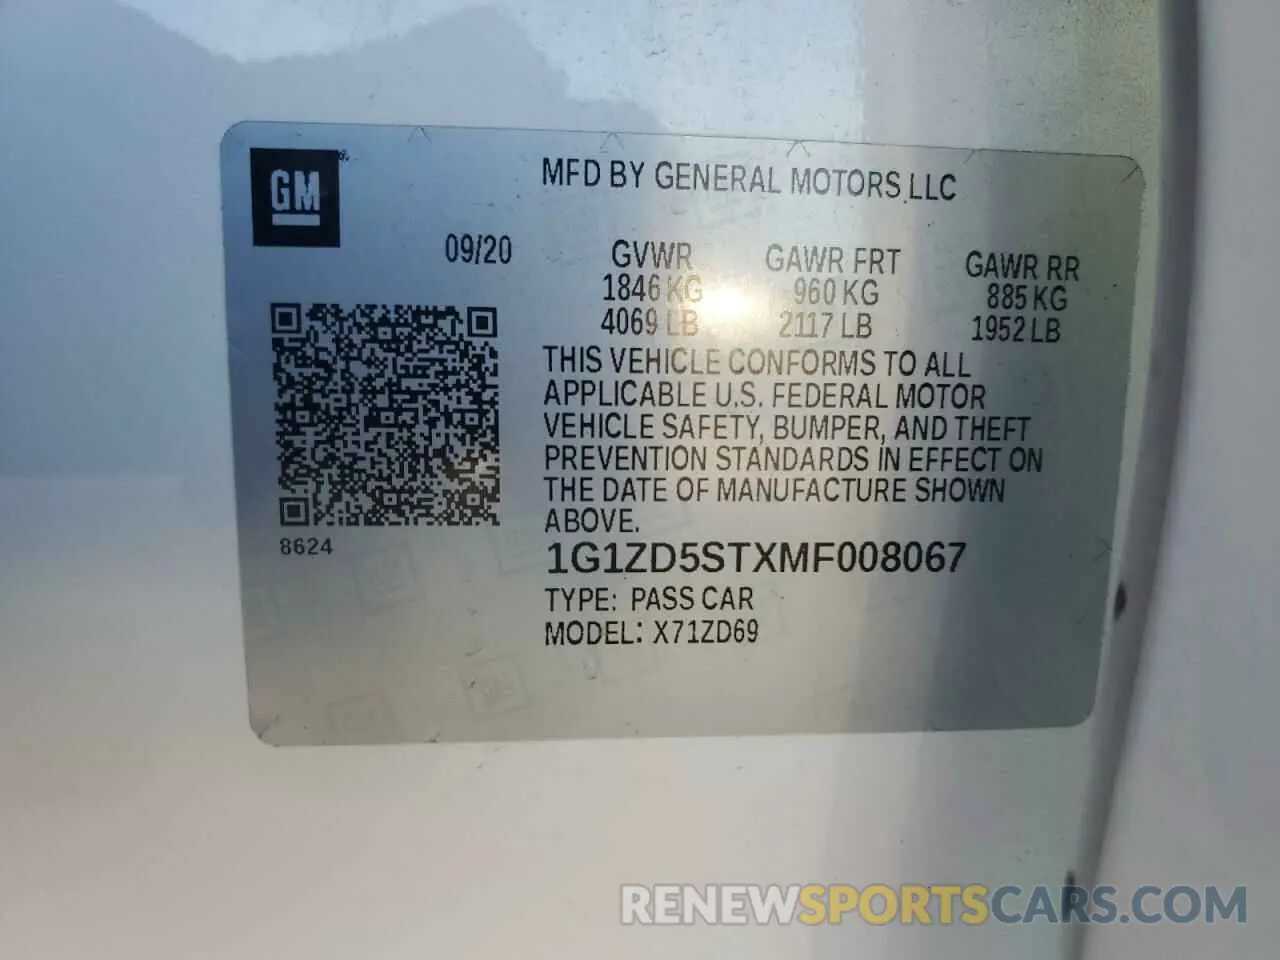 GM
MFD BY GENERAL MOTORS LLC
09/20
GVWR GAWR FRT GAWR RR
1846 KG 960 KG 885 KG
4069 LB 2117 LB 1952 LB
THIS VEHICLE CONFORMS TO ALL
APPLICABLE U.S. FEDERAL MOTOR
VEHICLE SAFETY, BUMPER, AND THEFT
PREVENTION STANDARDS IN EFFECT ON
THE DATE OF MANUFACTURE SHOWN
ABOVE.
8624
1G1ZD5STXMF008067
TYPE: PASS CAR
MODEL: X71ZD69
RENEWSPORTSCARS.COM